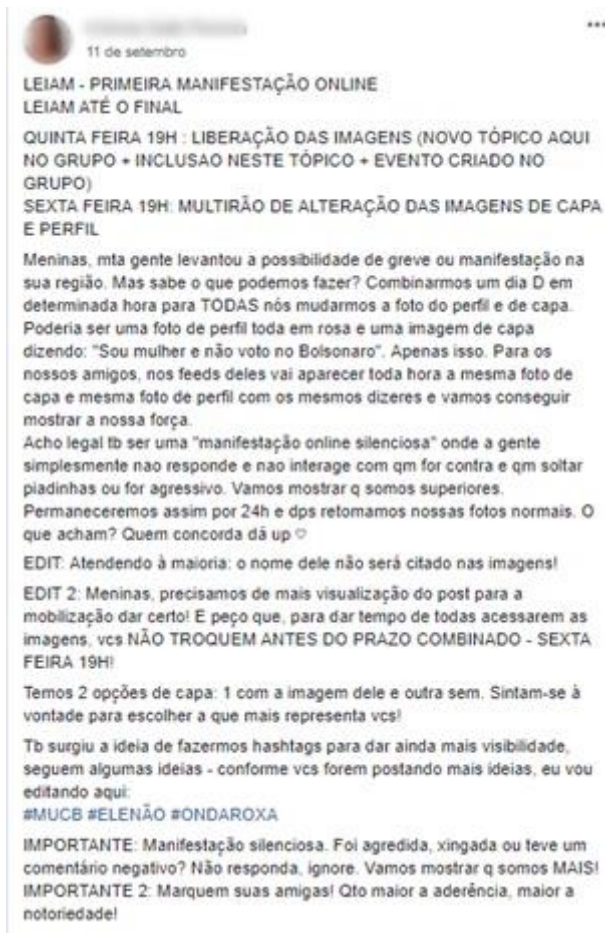 11 de setembro
LEIAM - PRIMEIRA MANIFESTAÇÃO ONLINE
LEIAM ATÉ O FINAL
QUINTA FEIRA 19H : LIBERAÇÃO DAS IMAGENS (NOVO TÓPICO AQUI
NO GRUPO + INCLUSAO NESTE TÓPICO + EVENTO CRIADO NO
GRUPO)
SEXTA FEIRA 19H: MULTIRÃO DE ALTERAÇÃO DAS IMAGENS DE CAPA
E PERFIL
Meninas, mta gente levantou a possibilidade de greve ou manifestação na
sua região. Mas sabe o que podemos fazer? Combinarmos um dia D em
determinada hora para TODAS nós mudarmos a foto do perfil e de capa.
Poderia ser uma foto de perfil toda em rosa e uma imagem de capa
dizendo: "Sou mulher e não voto no Bolsonaro". Apenas isso. Para os
nossos amigos, nos feeds deles vai aparecer toda hora a mesma foto de
capa e mesma foto de perfil com os mesmos dizeres e vamos conseguir
mostrar a nossa força.
Acho legal tb ser uma "manifestação online silenciosa" onde a gente
simplesmente nao responde e nao interage com qm for contra e qm soltar
piadinhas ou for agressivo. Vamos mostrar q somos superiores.
Permaneceremos assim por 24h e dps retomamos nossas fotos normais. O
que acham? Quem concorda dá up ♡
EDIT: Atendendo à maioria: o nome dele não será citado nas imagens!
EDIT 2: Meninas, precisamos de mais visualização do post para a
mobilização dar certo! E peço que, para dar tempo de todas acessarem as
imagens, vcs NÃO TROQUEM ANTES DO PRAZO COMBINADO - SEXTA
FEIRA 19H!
Temos 2 opções de capa: 1 com a imagem dele e outra sem. Sintam-se à
vontade para escolher a que mais representa vcs!
Tb surgiu a ideia de fazermos hashtags para dar ainda mais visibilidade,
seguem algumas ideias - conforme vcs forem postando mais ideias, eu vou
editando aqui:
#MUCB #ELENÃO #ONDAROXA
IMPORTANTE: Manifestação silenciosa. Foi agredida, xingada ou teve um
comentário negativo? Não responda, ignore. Vamos mostrar q somos MAIS!
IMPORTANTE 2: Marquem suas amigas! Qto maior a aderência, maior a
notoriedade!